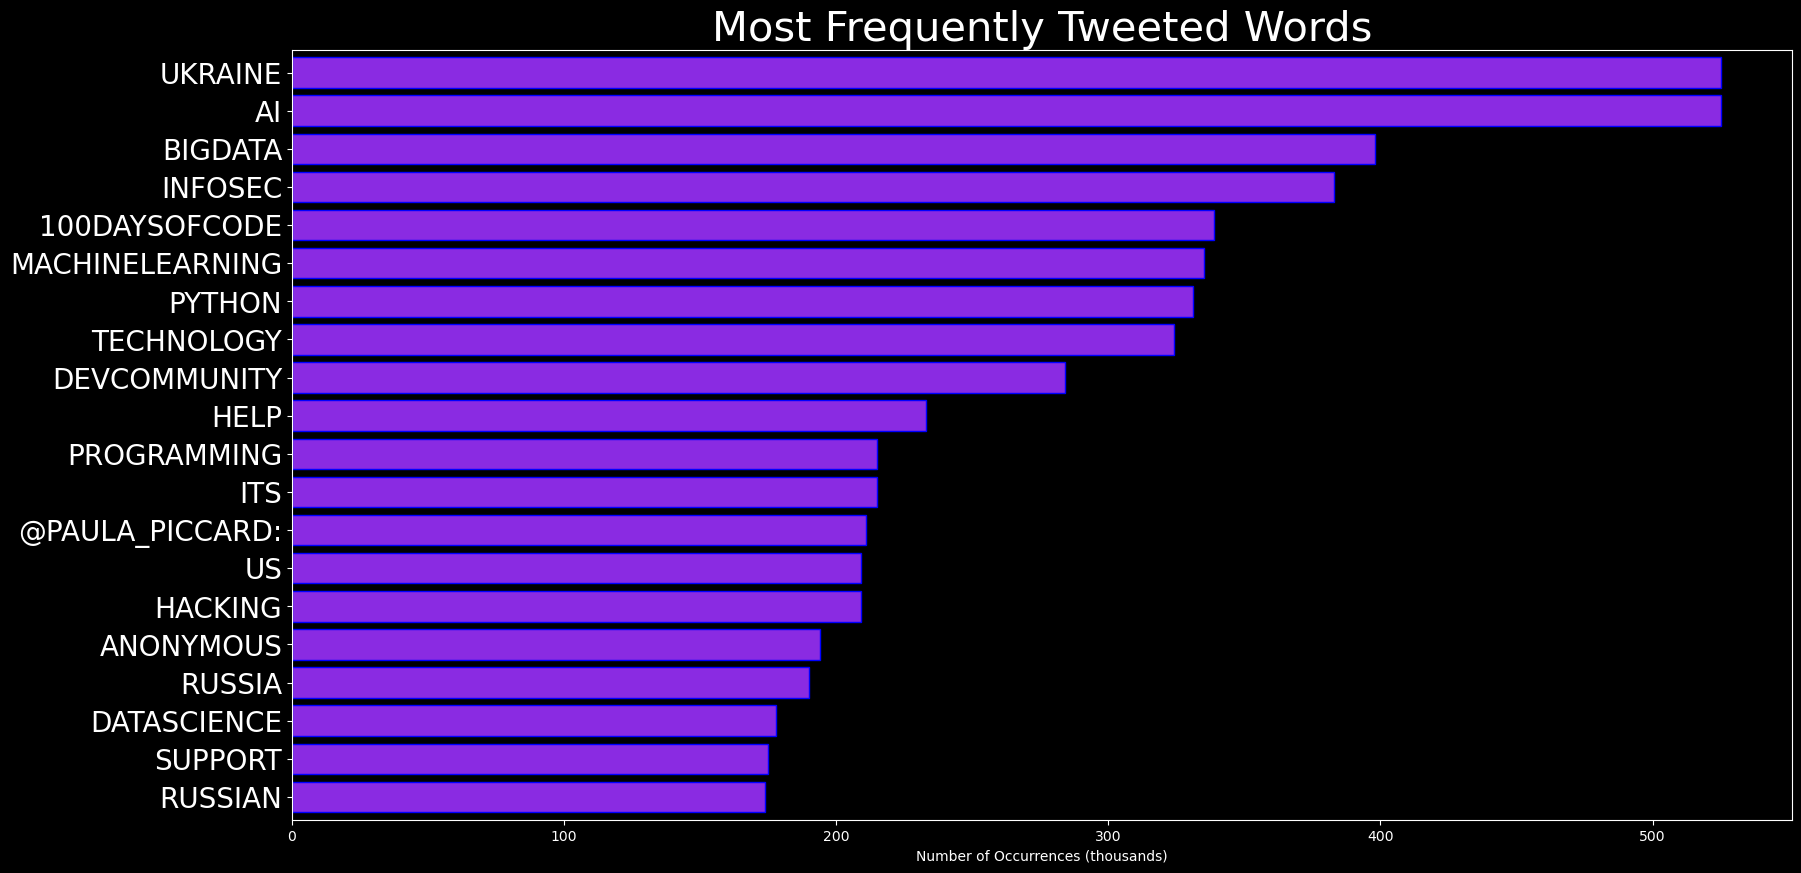 Most Frequently Tweeted Words
UKRAINE
AI
BIGDATA
INFOSEC
100DAYSOFCODE
MACHINELEARNING
PYTHON
TECHNOLOGY
DEVCOMMUNITY
HELP
PROGRAMMING
ITS
@PAULA_PICCARD:
US
HACKING
ANONYMOUS
RUSSIA
DATASCIENCE
SUPPORT
RUSSIAN
0 100 200 300 400 500
Number of Occurrences (thousands)